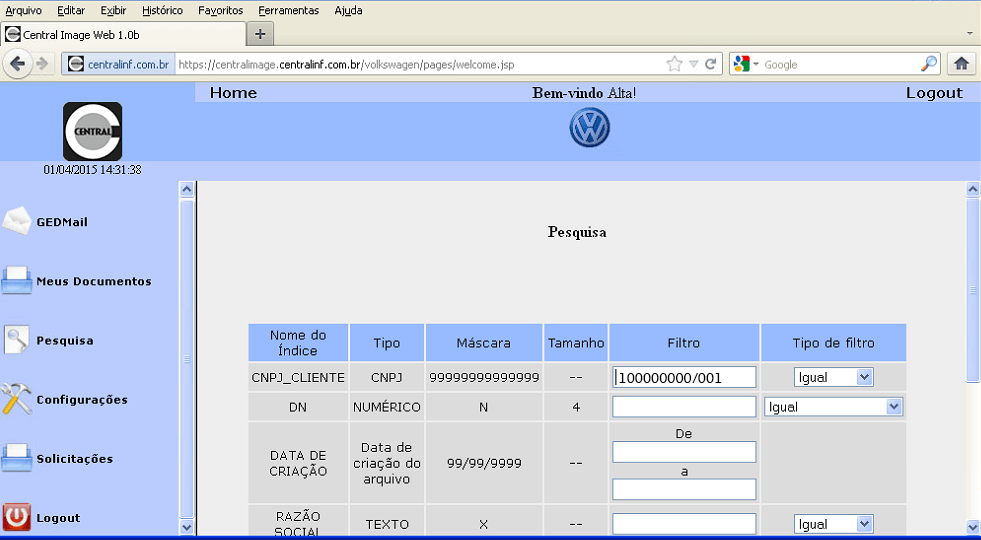 Arquivo Editar Exibir Histórico Favoritos Ferramentas Ajuda
Central Image Web 1.0b +
centralinf.com.br https://centralimage.centralinf.com.br/volkswagen/pages/welcome.jsp Google
Home Bem-vindo Alta! Logout
CENTRAL
01/04/2015 14:31:38
GEDMail
Meus Documentos
Pesquisa
Configurações
Solicitações
Logout
Pesquisa
Nome do Índice Tipo Máscara Tamanho Filtro Tipo de filtro
CNPJ_CLIENTE CNPJ 99999999999999 -- 100000000/001 Igual
DN NUMÉRICO N 4 Igual
DATA DE CRIAÇÃO Data de criação do arquivo 99/99/9999 -- De a
RAZÃO SOCIAL TEXTO X -- Igual